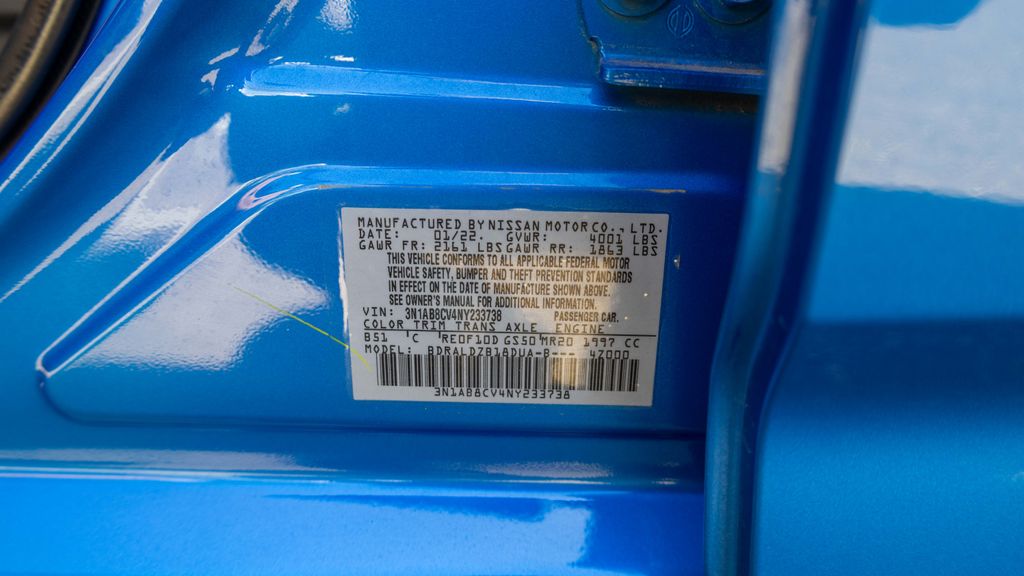 MANUFACTURED BY NISSAN MOTOR CO., LTD.
DATE: 01/22. GVWR: 4001 LBS
GAWR FR: 2161 LBS GAWR RR: 1863 LBS
THIS VEHICLE CONFORMS TO ALL APPLICABLE FEDERAL MOTOR
VEHICLE SAFETY, BUMPER AND THEFT PREVENTION STANDARDS
IN EFFECT ON THE DATE OF MANUFACTURE SHOWN ABOVE.
SEE OWNER'S MANUAL FOR ADDITIONAL INFORMATION.
VIN: 3N1AB8CV4NY233738 PASSENGER CAR.
COLOR TRIM TRANS AXLE ENGINE
B51 'C RE0F10D GS50 MR20 1997 CC
MODEL: BDRALDZB18DUA-B--- 4Z000
3N1AB8CV4NY233738